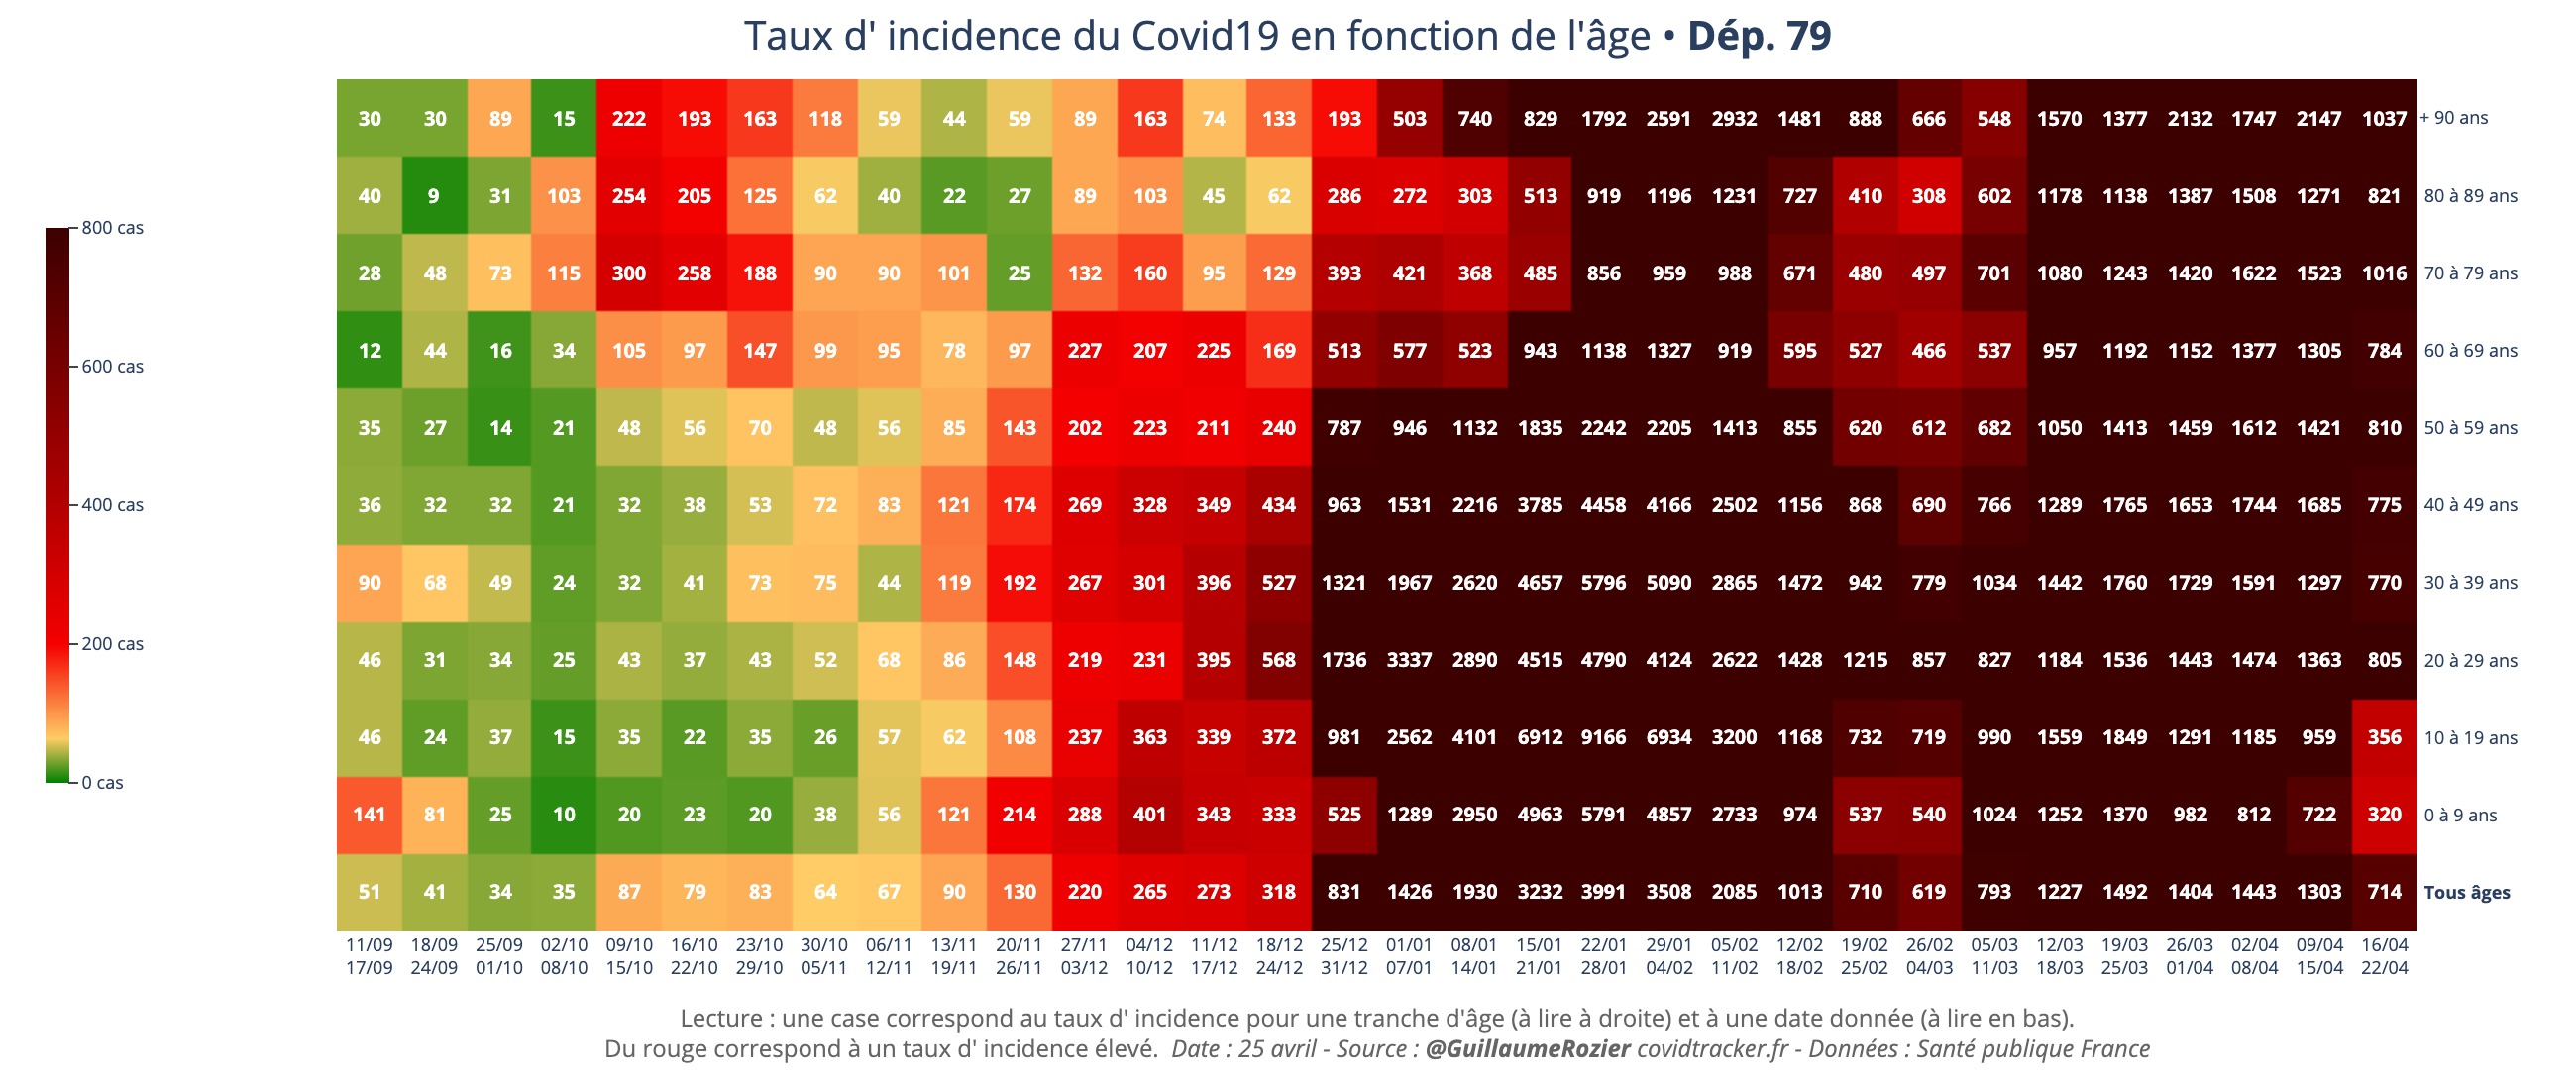 Taux d' incidence du Covid19 en fonction de l'âge • Dép. 79
30 30 89 15 222 193 163 118 59 44 59 89 163 74 133 193 503 740 829 1792 2591 2932 1481 888 666 548 1570 1377 2132 1747 2147 1037 + 90 ans
40 9 31 103 254 205 125 62 40 22 27 89 103 45 62 286 272 303 513 919 1196 1231 727 410 308 602 1178 1138 1387 1508 1271 821 80 à 89 ans
800 cas
28 48 73 115 300 258 188 90 90 101 25 132 160 95 129 393 421 368 485 856 959 988 671 480 497 701 1080 1243 1420 1622 1523 1016 70 à 79 ans
12 44 16 34 105 97 147 99 95 78 97 227 207 225 169 513 577 523 943 1138 1327 919 595 527 466 537 957 1192 1152 1377 1305 784 60 à 69 ans
600 cas
35 27 14 21 48 56 70 48 56 85 143 202 223 211 240 787 946 1132 1835 2242 2205 1413 855 620 612 682 1050 1413 1459 1612 1421 810 50 à 59 ans
400 cas
36 32 32 21 32 38 53 72 83 121 174 269 328 349 434 963 1531 2216 3785 4458 4166 2502 1156 868 690 766 1289 1765 1653 1744 1685 775 40 à 49 ans
90 68 49 24 32 41 73 75 44 119 192 267 301 396 527 1321 1967 2620 4657 5796 5090 2865 1472 942 779 1034 1442 1760 1729 1591 1297 770 30 à 39 ans
200 cas
46 31 34 25 43 37 43 52 68 86 148 219 231 395 568 1736 3337 2890 4515 4790 4124 2622 1428 1215 857 827 1184 1536 1443 1474 1363 805 20 à 29 ans
46 24 37 15 35 22 35 26 57 62 108 237 363 339 372 981 2562 4101 6912 9166 6934 3200 1168 732 719 990 1559 1849 1291 1185 959 356 10 à 19 ans
0 cas
141 81 25 10 20 23 20 38 56 121 214 288 401 343 333 525 1289 2950 4963 5791 4857 2733 974 537 540 1024 1252 1370 982 812 722 320 0 à 9 ans
51 41 34 35 87 79 83 64 67 90 130 220 265 273 318 831 1426 1930 3232 3991 3508 2085 1013 710 619 793 1227 1492 1404 1443 1303 714 Tous âges
11/09 18/09 25/09 02/10 09/10 16/10 23/10 30/10 06/11 13/11 20/11 27/11 04/12 11/12 18/12 25/12 01/01 08/01 15/01 22/01 29/01 05/02 12/02 19/02 26/02 05/03 12/03 19/03 26/03 02/04 09/04 16/04
17/09 24/09 01/10 08/10 15/10 22/10 29/10 05/11 12/11 19/11 26/11 03/12 10/12 17/12 24/12 31/12 07/01 14/01 21/01 28/01 04/02 11/02 18/02 25/02 04/03 11/03 18/03 25/03 01/04 08/04 15/04 22/04
Lecture : une case correspond au taux d' incidence pour une tranche d'âge (à lire à droite) et à une date donnée (à lire en bas).
Du rouge correspond à un taux d' incidence élevé. Date : 25 avril - Source : @GuillaumeRozier covidtracker.fr - Données : Santé publique France